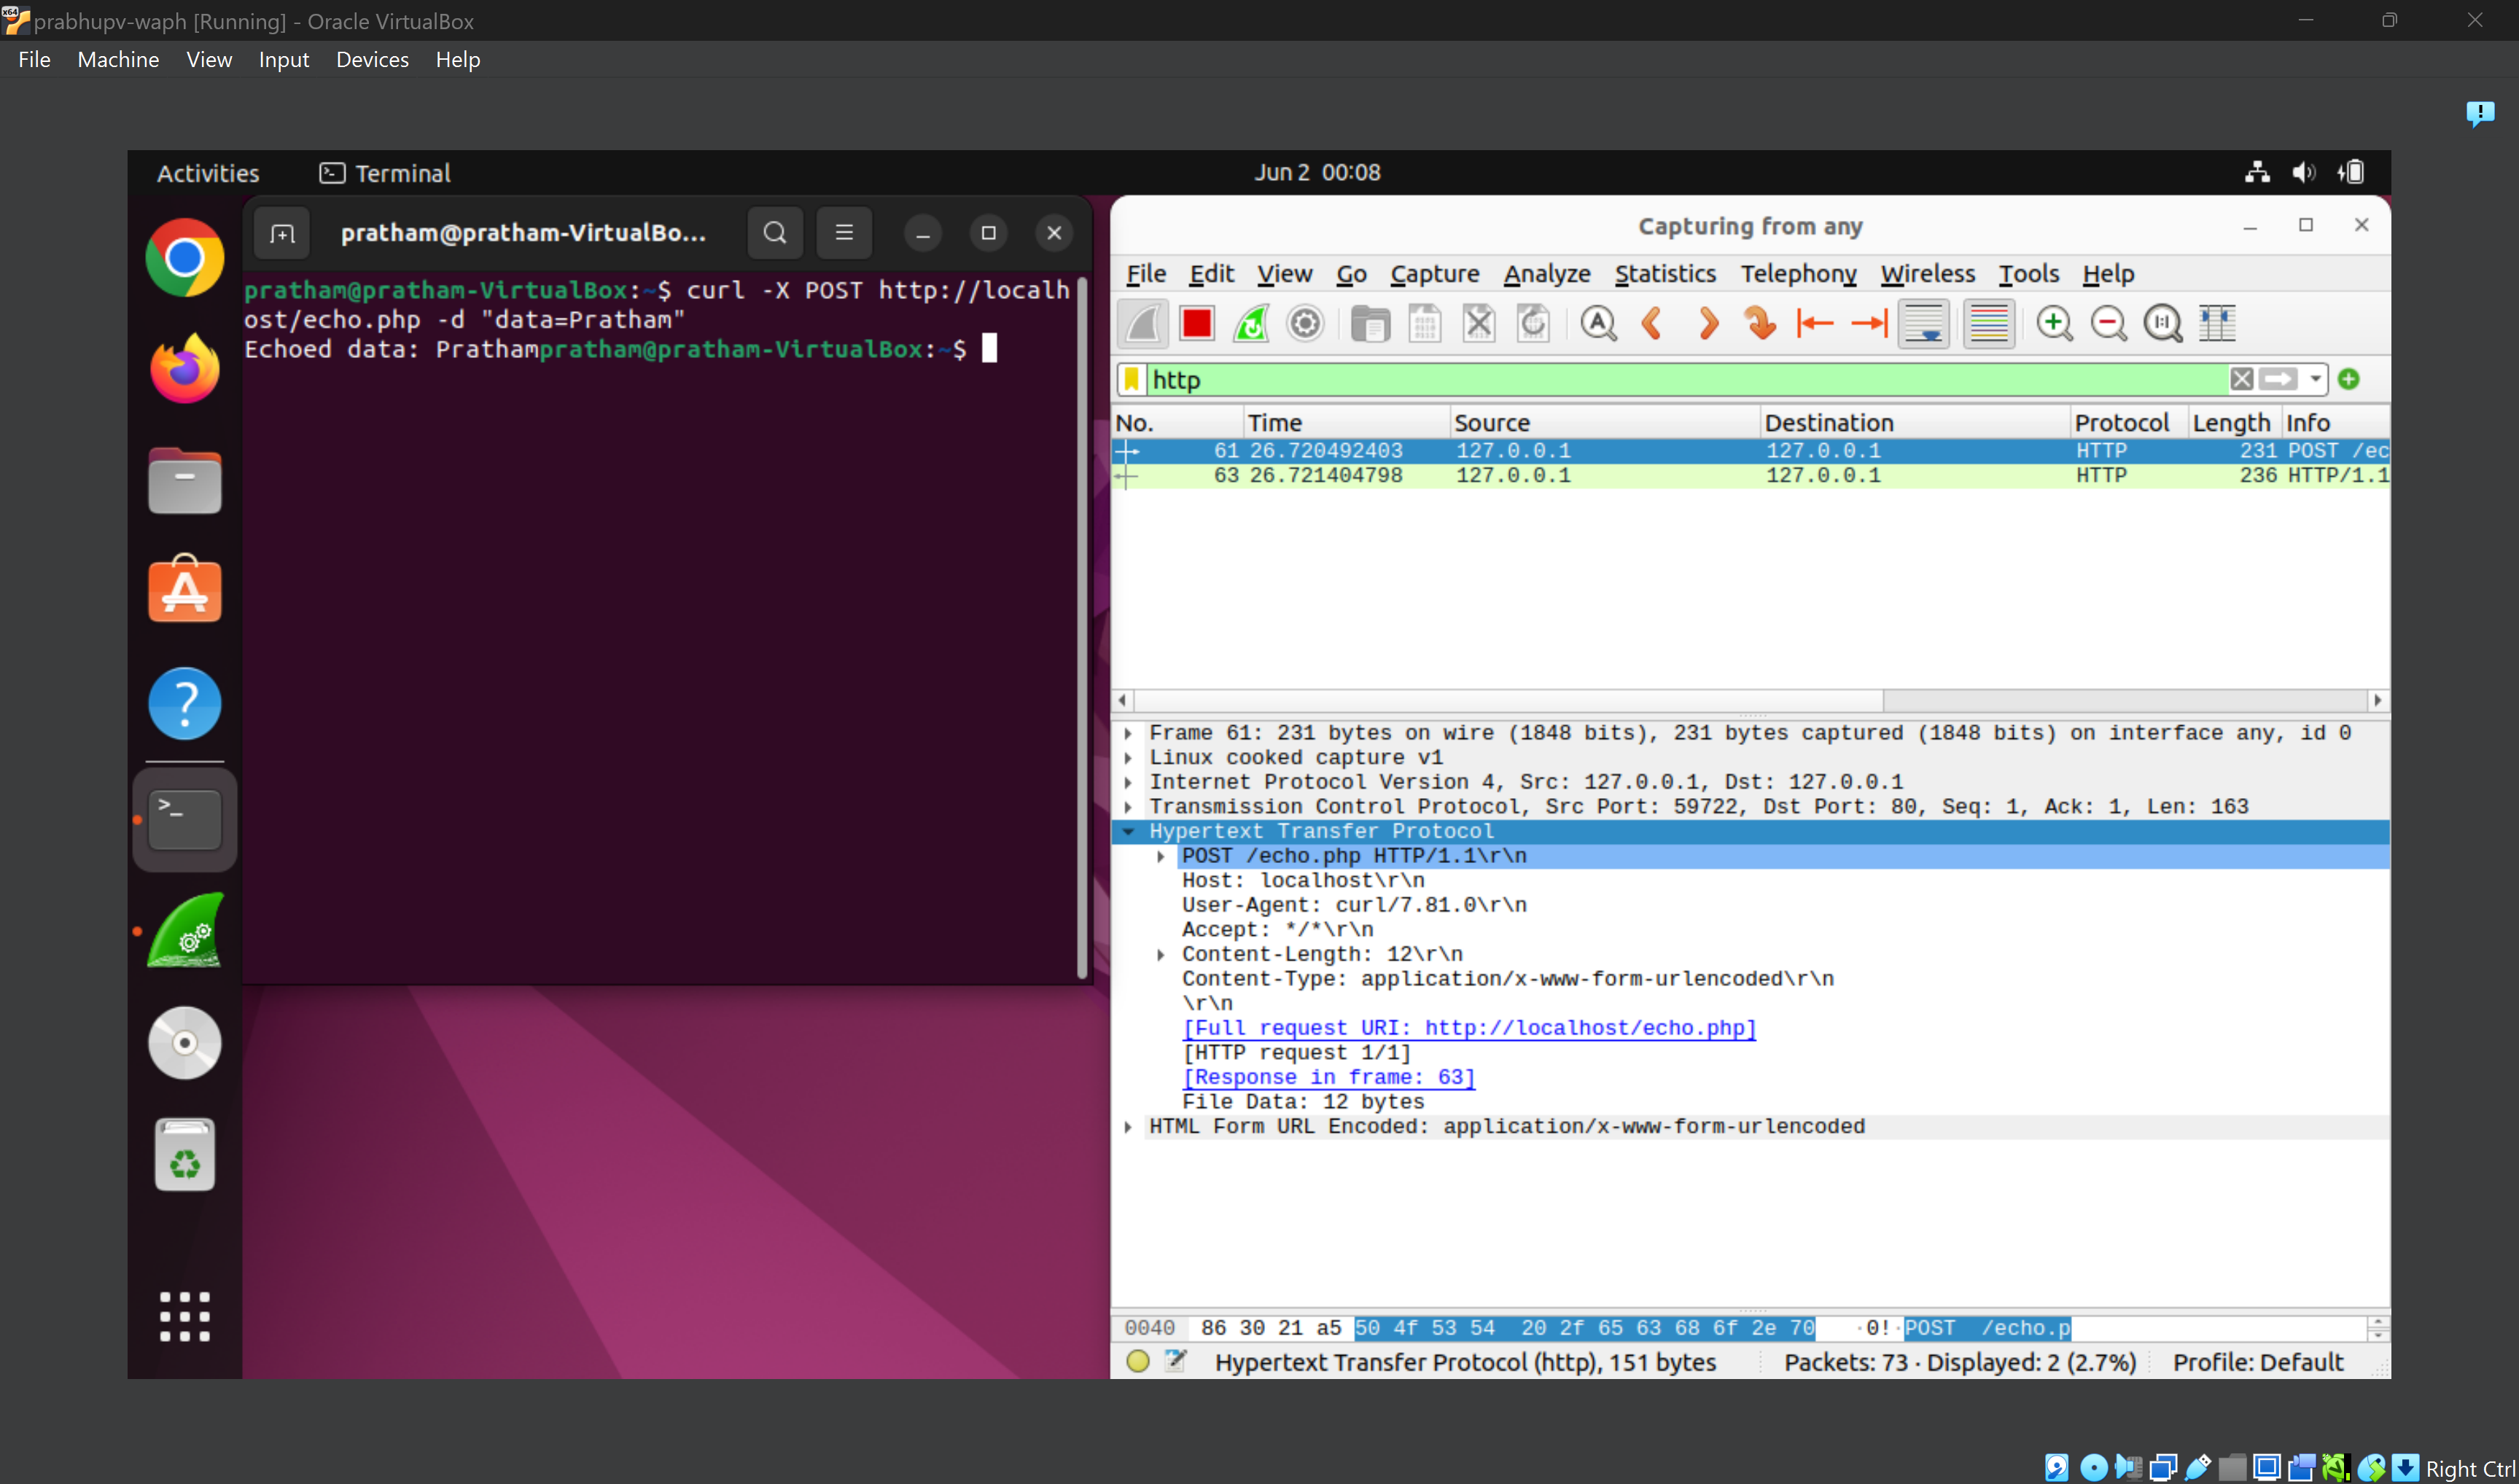 prabhupv-waph [Running] - Oracle VirtualBox
File Machine View Input Devices Help
Activities Terminal Jun 2 00:08
pratham@pratham-VirtualBo...
pratham@pratham-VirtualBox:~$ curl -X POST http://localh
ost/echo.php -d "data=Pratham"
Echoed data: Prathampratham@pratham-VirtualBox:~$
Capturing from any
File Edit View Go Capture Analyze Statistics Telephony Wireless Tools Help
http
No. Time Source Destination Protocol Length Info
61 26.720492403 127.0.0.1 127.0.0.1 HTTP 231 POST /ec
63 26.721404798 127.0.0.1 127.0.0.1 HTTP 236 HTTP/1.1
Frame 61: 231 bytes on wire (1848 bits), 231 bytes captured (1848 bits) on interface any, id 0
Linux cooked capture v1
Internet Protocol Version 4, Src: 127.0.0.1, Dst: 127.0.0.1
Transmission Control Protocol, Src Port: 59722, Dst Port: 80, Seq: 1, Ack: 1, Len: 163
Hypertext Transfer Protocol
POST /echo.php HTTP/1.1\r\n
Host: localhost\r\n
User-Agent: curl/7.81.0\r\n
Accept: */*\r\n
Content-Length: 12\r\n
Content-Type: application/x-www-form-urlencoded\r\n
\r\n
[Full request URI: http://localhost/echo.php]
[HTTP request 1/1]
[Response in frame: 63]
File Data: 12 bytes
HTML Form URL Encoded: application/x-www-form-urlencoded
0040 86 30 21 a5 50 4f 53 54 20 2f 65 63 68 6f 2e 70 ·0!·POST /echo.p
Hypertext Transfer Protocol (http), 151 bytes Packets: 73 · Displayed: 2 (2.7%) Profile: Default
Right Ctrl